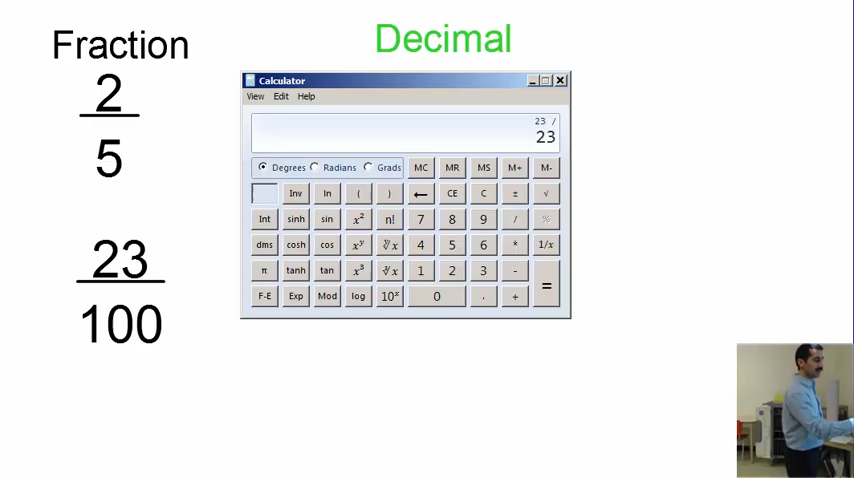 Fraction
Decimal
2
5
23
100
Calculator
View Edit Help
23 /
23
Degrees Radians Grads MC MR MS M+ M-
Inv ln ( ) ← CE C ± √
Int sinh sin x² n! 7 8 9 / %
dms cosh cos xʸ ʸ√x 4 5 6 * 1/x
π tanh tan x³ ³√x 1 2 3 - =
F-E Exp Mod log 10ˣ 0 . +